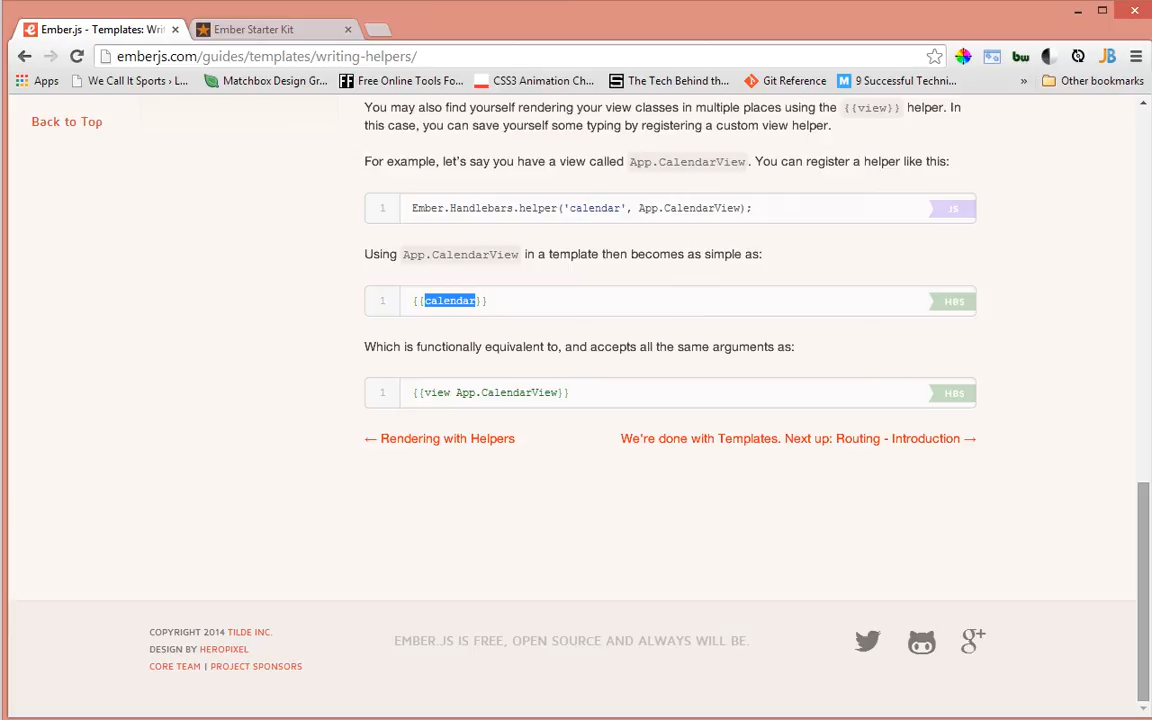 Ember.js - Templates: Wri
Ember Starter Kit
emberjs.com/guides/templates/writing-helpers/
bw
JB
Apps
We Call It Sports › L...
Matchbox Design Gr...
FF
Free Online Tools Fo...
CSS3 Animation Ch...
The Tech Behind th...
Git Reference
M
9 Successful Techni...
»
Other bookmarks
Back to Top
You may also find yourself rendering your view classes in multiple places using the {{view}} helper. In
this case, you can save yourself some typing by registering a custom view helper.
For example, let's say you have a view called App.CalendarView. You can register a helper like this:
1 Ember.Handlebars.helper('calendar', App.CalendarView); JS
Using App.CalendarView in a template then becomes as simple as:
1 {{calendar}} HBS
Which is functionally equivalent to, and accepts all the same arguments as:
1 {{view App.CalendarView}} HBS
← Rendering with Helpers
We're done with Templates. Next up: Routing - Introduction →
COPYRIGHT 2014 TILDE INC.
DESIGN BY HEROPIXEL
CORE TEAM | PROJECT SPONSORS
EMBER.JS IS FREE, OPEN SOURCE AND ALWAYS WILL BE.
g+